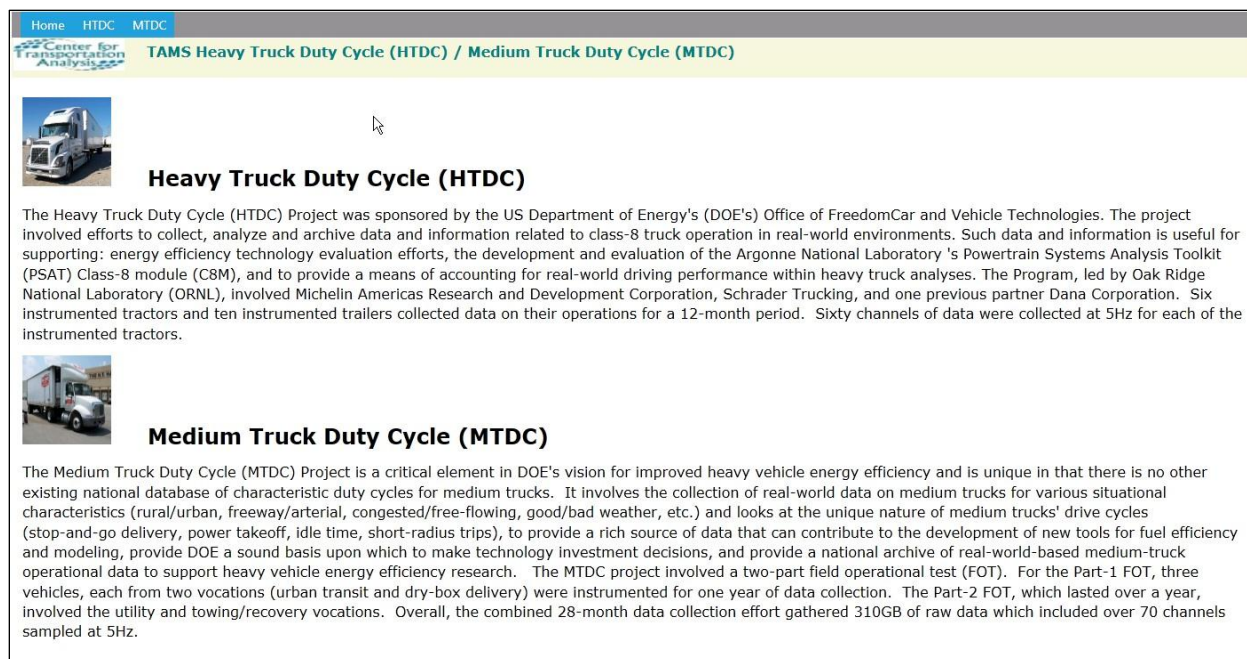 Home HTDC MTDC
Center for
Transportation
Analysis
TAMS Heavy Truck Duty Cycle (HTDC) / Medium Truck Duty Cycle (MTDC)
Heavy Truck Duty Cycle (HTDC)
The Heavy Truck Duty Cycle (HTDC) Project was sponsored by the US Department of Energy's (DOE's) Office of FreedomCar and Vehicle Technologies. The project
involved efforts to collect, analyze and archive data and information related to class-8 truck operation in real-world environments. Such data and information is useful for
supporting: energy efficiency technology evaluation efforts, the development and evaluation of the Argonne National Laboratory 's Powertrain Systems Analysis Toolkit
(PSAT) Class-8 module (C8M), and to provide a means of accounting for real-world driving performance within heavy truck analyses. The Program, led by Oak Ridge
National Laboratory (ORNL), involved Michelin Americas Research and Development Corporation, Schrader Trucking, and one previous partner Dana Corporation. Six
instrumented tractors and ten instrumented trailers collected data on their operations for a 12-month period. Sixty channels of data were collected at 5Hz for each of the
instrumented tractors.
Medium Truck Duty Cycle (MTDC)
The Medium Truck Duty Cycle (MTDC) Project is a critical element in DOE's vision for improved heavy vehicle energy efficiency and is unique in that there is no other
existing national database of characteristic duty cycles for medium trucks. It involves the collection of real-world data on medium trucks for various situational
characteristics (rural/urban, freeway/arterial, congested/free-flowing, good/bad weather, etc.) and looks at the unique nature of medium trucks' drive cycles
(stop-and-go delivery, power takeoff, idle time, short-radius trips), to provide a rich source of data that can contribute to the development of new tools for fuel efficiency
and modeling, provide DOE a sound basis upon which to make technology investment decisions, and provide a national archive of real-world-based medium-truck
operational data to support heavy vehicle energy efficiency research. The MTDC project involved a two-part field operational test (FOT). For the Part-1 FOT, three
vehicles, each from two vocations (urban transit and dry-box delivery) were instrumented for one year of data collection. The Part-2 FOT, which lasted over a year,
involved the utility and towing/recovery vocations. Overall, the combined 28-month data collection effort gathered 310GB of raw data which included over 70 channels
sampled at 5Hz.